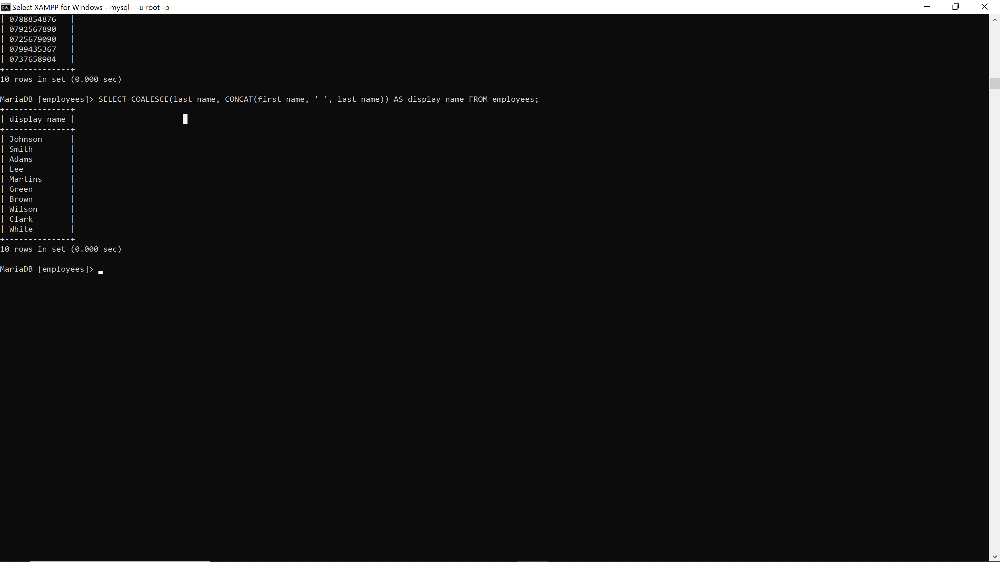 Select XAMPP for Windows - mysql  -u root -p
| 0788854876   |
| 0792567890   |
| 0725679090   |
| 0799435367   |
| 0737658904   |
+--------------+
10 rows in set (0.000 sec)
MariaDB [employees]> SELECT COALESCE(last_name, CONCAT(first_name, ' ', last_name)) AS display_name FROM employees;
+--------------+
| display_name |
+--------------+
| Johnson      |
| Smith        |
| Adams        |
| Lee          |
| Martins      |
| Green        |
| Brown        |
| Wilson       |
| Clark        |
| White        |
+--------------+
10 rows in set (0.000 sec)
MariaDB [employees]>